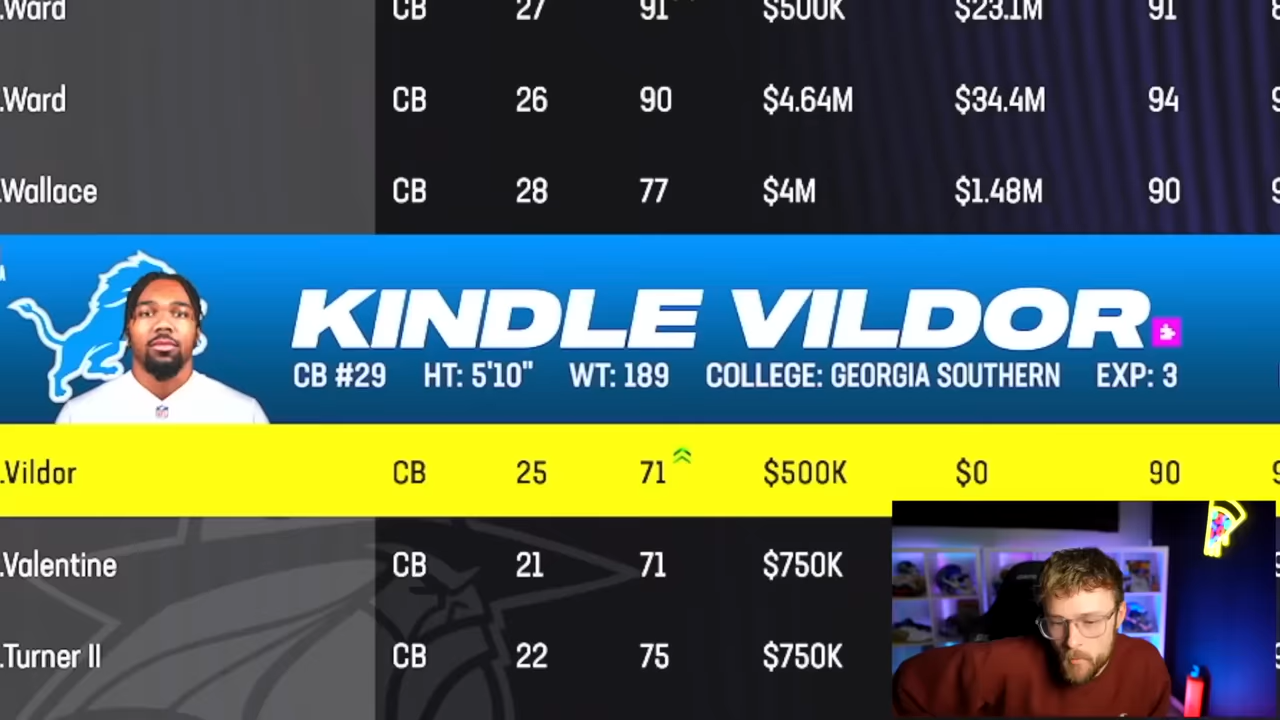 .Ward CB 27 91 $500K $23.1M 91
.Ward CB 26 90 $4.64M $34.4M 94
.Wallace CB 28 77 $4M $1.48M 90
KINDLE VILDOR
CB #29 HT: 5'10" WT: 189 COLLEGE: GEORGIA SOUTHERN EXP: 3
.Vildor CB 25 71 $500K $0 90
.Valentine CB 21 71 $750K
.Turner II CB 22 75 $750K